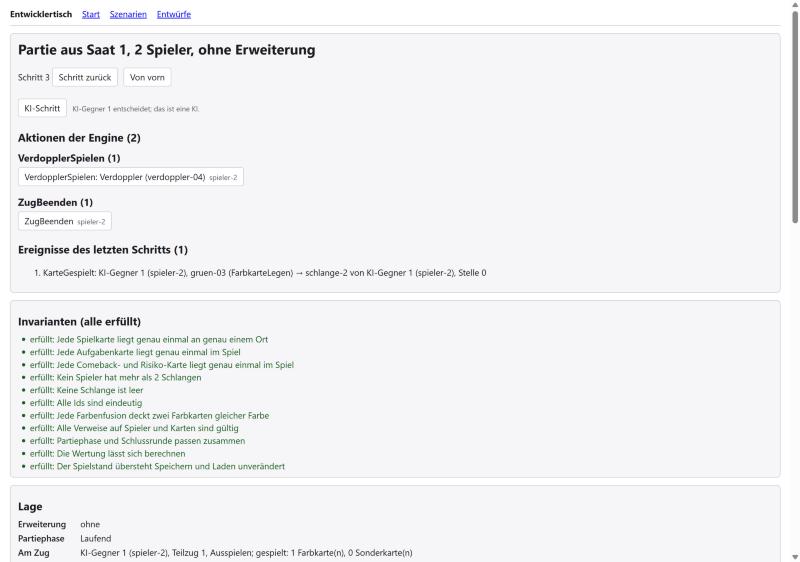 Entwicklertisch Start Szenarien Entwürfe
Partie aus Saat 1, 2 Spieler, ohne Erweiterung
Schritt 3 Schritt zurück Von vorn
KI-Schritt KI-Gegner 1 entscheidet; das ist eine KI.
Aktionen der Engine (2)
VerdopplerSpielen (1)
VerdopplerSpielen: Verdoppler (verdoppler-04) spieler-2
ZugBeenden (1)
ZugBeenden spieler-2
Ereignisse des letzten Schritts (1)
1. KarteGespielt: KI-Gegner 1 (spieler-2), gruen-03 (FarbkarteLegen) → schlange-2 von KI-Gegner 1 (spieler-2), Stelle 0
Invarianten (alle erfüllt)
• erfüllt: Jede Spielkarte liegt genau einmal an genau einem Ort
• erfüllt: Jede Aufgabenkarte liegt genau einmal im Spiel
• erfüllt: Jede Comeback- und Risiko-Karte liegt genau einmal im Spiel
• erfüllt: Kein Spieler hat mehr als 2 Schlangen
• erfüllt: Keine Schlange ist leer
• erfüllt: Alle Ids sind eindeutig
• erfüllt: Jede Farbenfusion deckt zwei Farbkarten gleicher Farbe
• erfüllt: Alle Verweise auf Spieler und Karten sind gültig
• erfüllt: Partiephase und Schlussrunde passen zusammen
• erfüllt: Die Wertung lässt sich berechnen
• erfüllt: Der Spielstand übersteht Speichern und Laden unverändert
Lage
Erweiterung ohne
Partiephase Laufend
Am Zug KI-Gegner 1 (spieler-2), Teilzug 1, Ausspielen; gespielt: 1 Farbkarte(n), 0 Sonderkarte(n)